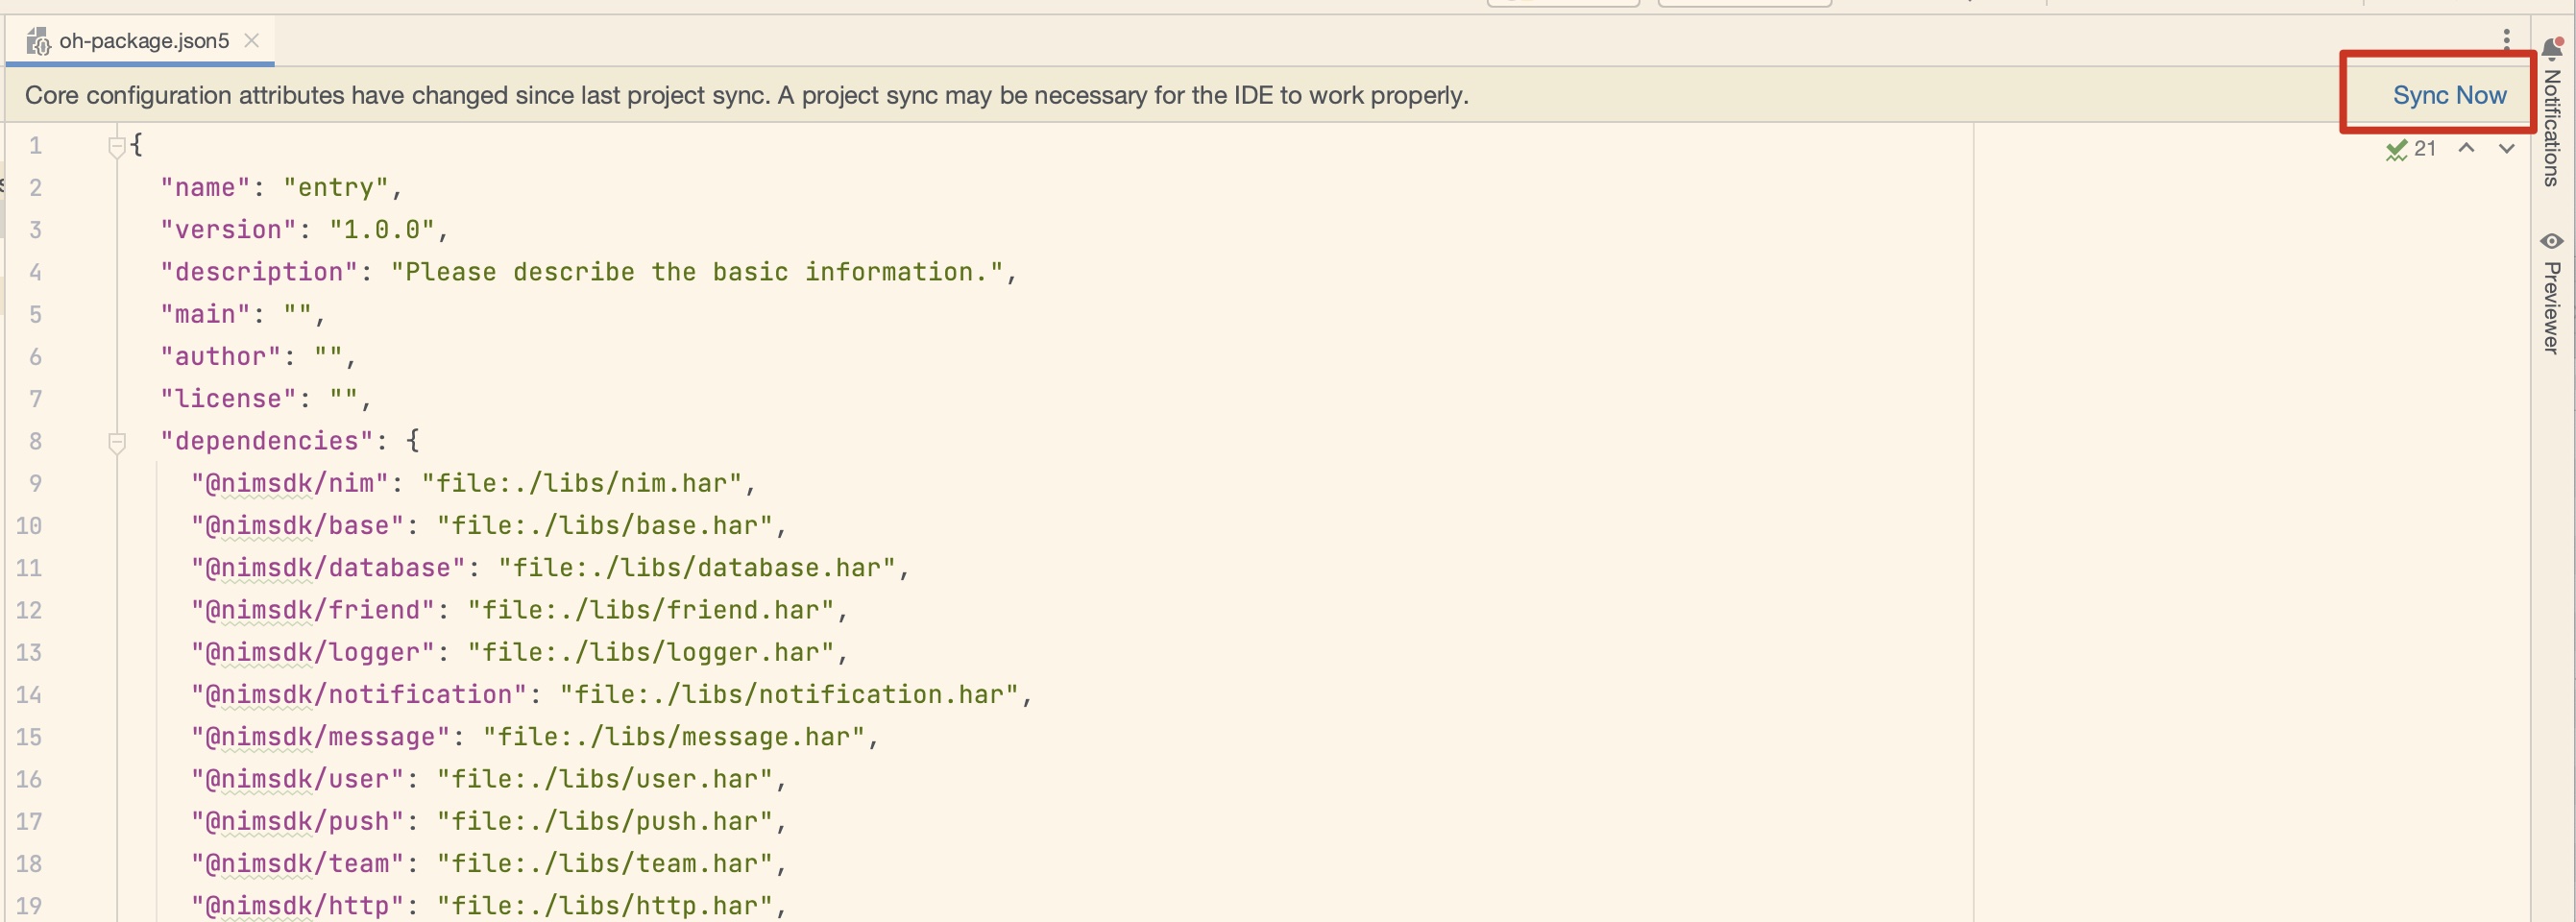 oh-package.json5
Core configuration attributes have changed since last project sync. A project sync may be necessary for the IDE to work properly.
Sync Now
21
Notifications
Previewer
1 {
2 "name": "entry",
3 "version": "1.0.0",
4 "description": "Please describe the basic information.",
5 "main": "",
6 "author": "",
7 "license": "",
8 "dependencies": {
9 "@nimsdk/nim": "file:./libs/nim.har",
10 "@nimsdk/base": "file:./libs/base.har",
11 "@nimsdk/database": "file:./libs/database.har",
12 "@nimsdk/friend": "file:./libs/friend.har",
13 "@nimsdk/logger": "file:./libs/logger.har",
14 "@nimsdk/notification": "file:./libs/notification.har",
15 "@nimsdk/message": "file:./libs/message.har",
16 "@nimsdk/user": "file:./libs/user.har",
17 "@nimsdk/push": "file:./libs/push.har",
18 "@nimsdk/team": "file:./libs/team.har",
19 "@nimsdk/http": "file:./libs/http.har",